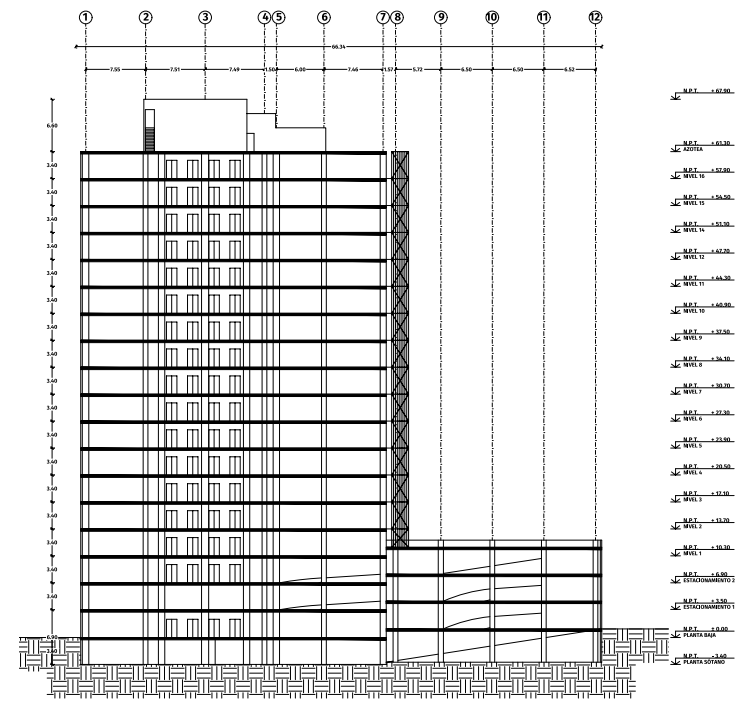 1 2 3 4 5 6 7 8 9 10 11 12
66.34
7.55 7.51 7.49 1.50 6.00 7.46 1.57 5.72 6.50 6.50 6.52
N.P.T. + 67.90
6.60
N.P.T. + 61.30
AZOTEA
3.40
N.P.T. + 57.90
NIVEL 16
3.40
N.P.T. + 54.50
NIVEL 15
3.40
N.P.T. + 51.10
NIVEL 14
3.40
N.P.T. + 47.70
NIVEL 12
3.40
N.P.T. + 44.30
NIVEL 11
3.40
N.P.T. + 40.90
NIVEL 10
3.40
N.P.T. + 37.50
NIVEL 9
3.40
N.P.T. + 34.10
NIVEL 8
3.40
N.P.T. + 30.70
NIVEL 7
3.40
N.P.T. + 27.30
NIVEL 6
3.40
N.P.T. + 23.90
NIVEL 5
3.40
N.P.T. + 20.50
NIVEL 4
3.40
N.P.T. + 17.10
NIVEL 3
3.40
N.P.T. + 13.70
NIVEL 2
3.40
N.P.T. + 10.30
NIVEL 1
3.40
N.P.T. + 6.90
ESTACIONAMIENTO 2
3.40
N.P.T. + 3.50
ESTACIONAMIENTO 1
6.90
N.P.T. ± 0.00
PLANTA BAJA
3.40
N.P.T. - 3.40
PLANTA SÓTANO